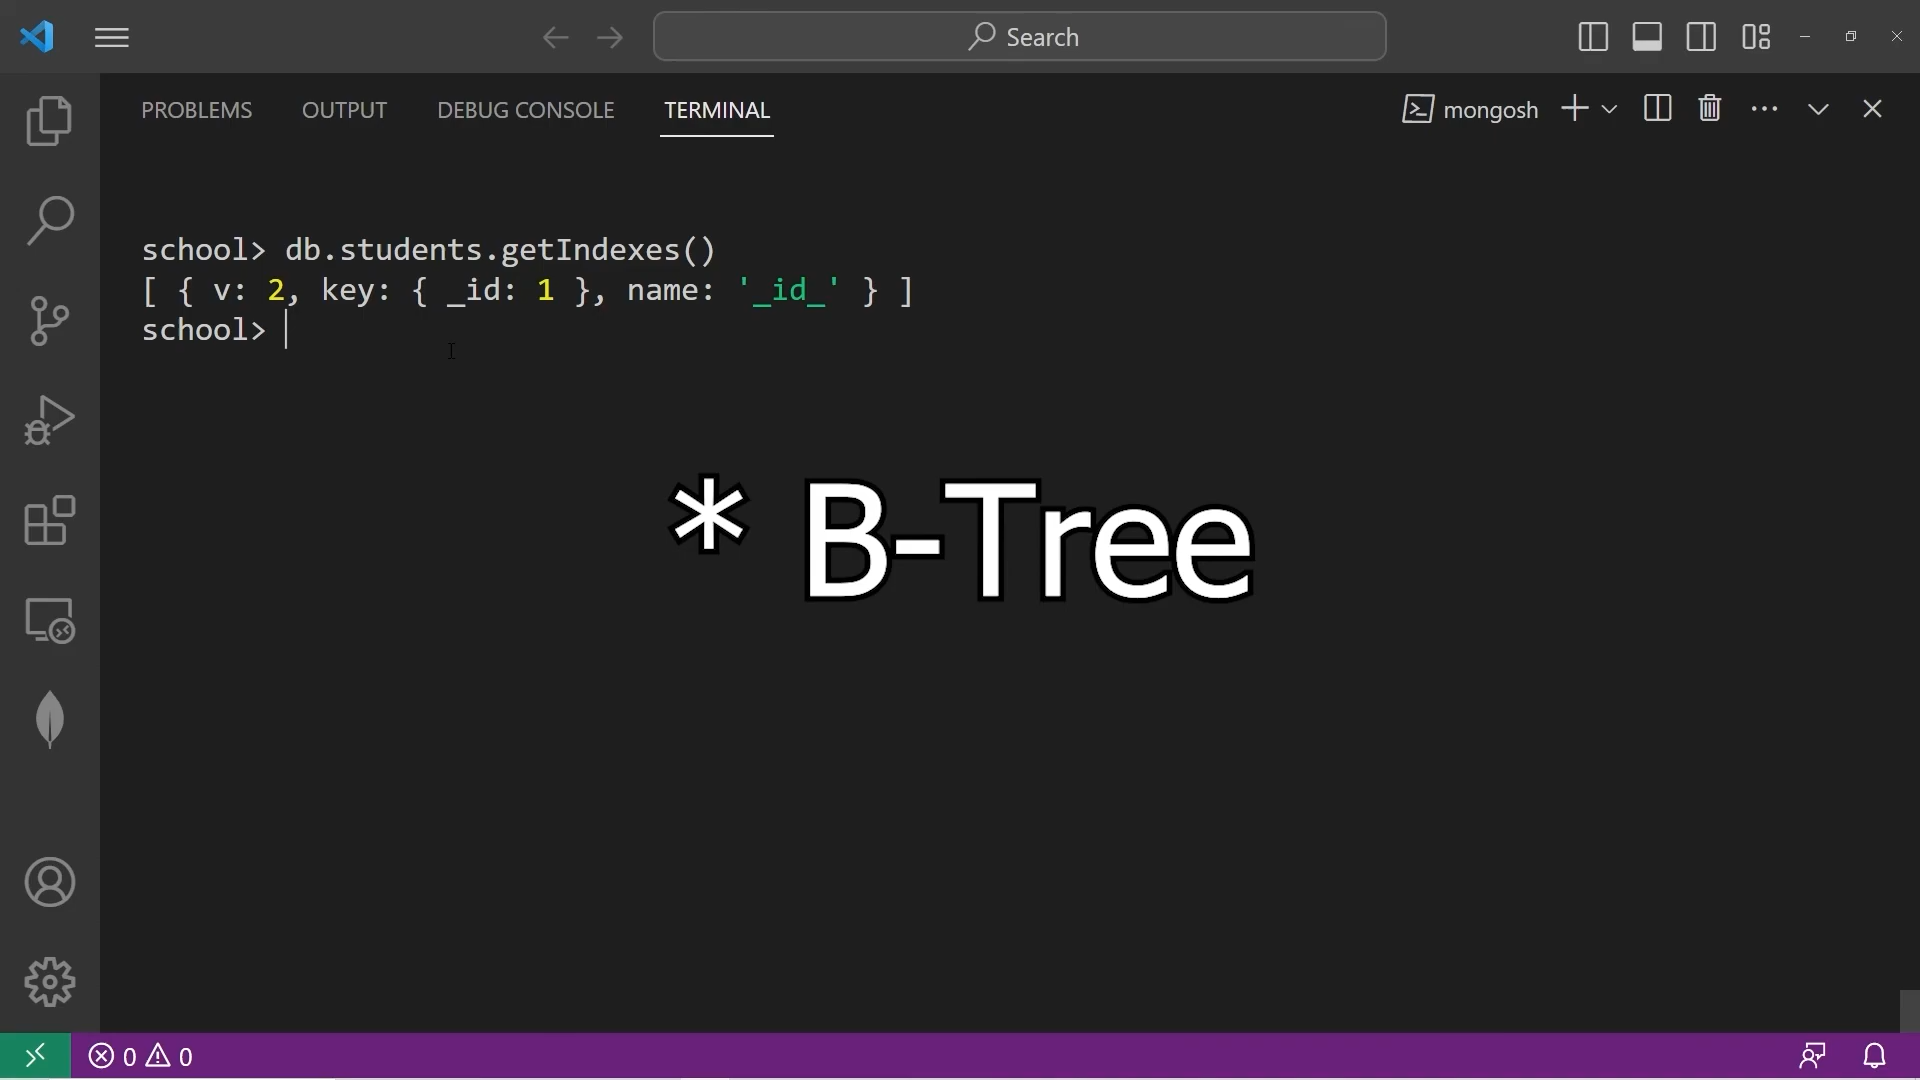 Search
PROBLEMS OUTPUT DEBUG CONSOLE TERMINAL mongosh
school> db.students.getIndexes()
[ { v: 2, key: { _id: 1 }, name: '_id_' } ]
school>
* B-Tree
0 0